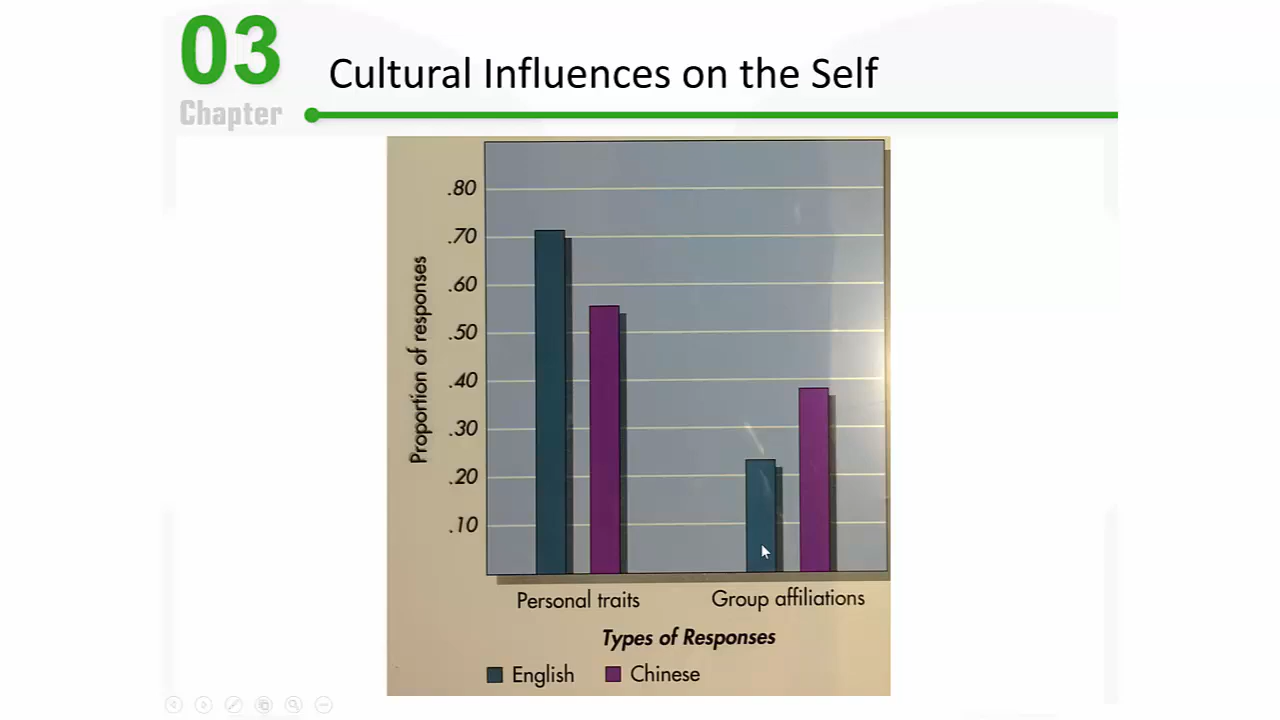 03
Chapter
Cultural Influences on the Self
.80
.70
.60
.50
.40
.30
.20
.10
Proportion of responses
Personal traits
Group affiliations
Types of Responses
English
Chinese